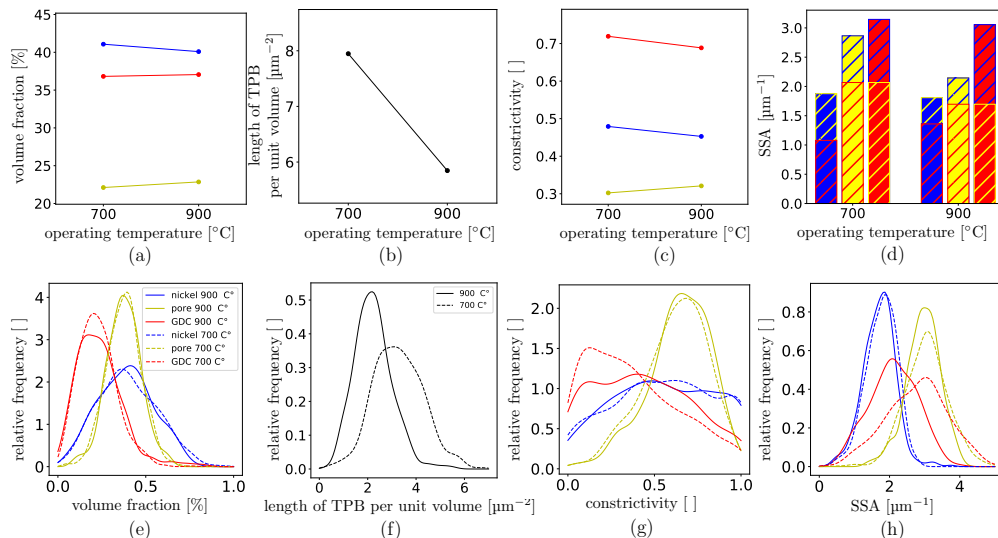 45
40
35
30
25
20
volume fraction [%]
700
900
operating temperature [°C]
(a)
8
7
6
length of TPB
per unit volume [µm⁻²]
700
900
operating temperature [°C]
(b)
0.7
0.6
0.5
0.4
0.3
constrictivity [ ]
700
900
operating temperature [°C]
(c)
3.0
2.5
2.0
1.5
1.0
0.5
0.0
SSA [µm⁻¹]
700
900
operating temperature [°C]
(d)
4
3
2
1
0
relative frequency [ ]
nickel 900 C°
pore 900 C°
GDC 900 C°
nickel 700 C°
pore 700 C°
GDC 700 C°
0.0
0.5
1.0
volume fraction [%]
(e)
0.5
0.4
0.3
0.2
0.1
0.0
relative frequency [ ]
900 C°
700 C°
0
2
4
6
length of TPB per unit volume [µm⁻²]
(f)
2.0
1.5
1.0
0.5
0.0
relative frequency [ ]
0.0
0.5
1.0
constrictivity [ ]
(g)
0.8
0.6
0.4
0.2
0.0
relative frequency [ ]
0
2
4
SSA [µm⁻¹]
(h)